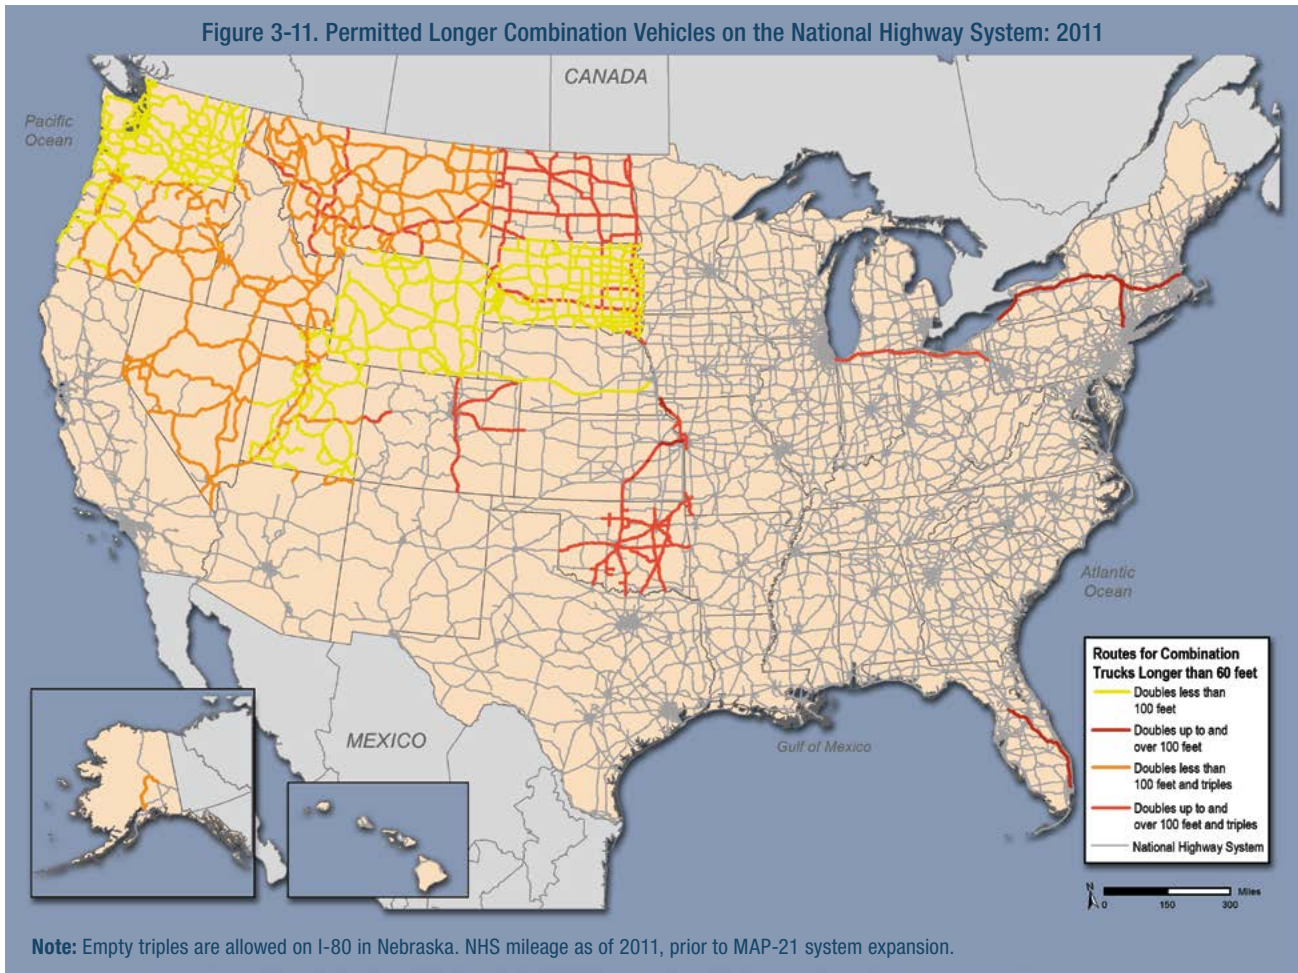 Figure 3-11. Permitted Longer Combination Vehicles on the National Highway System: 2011
CANADA
Pacific
Ocean
Atlantic
Ocean
Gulf of Mexico
MEXICO
Routes for Combination
Trucks Longer than 60 feet
Doubles less than
100 feet
Doubles up to and
over 100 feet
Doubles less than
100 feet and triples
Doubles up to and
over 100 feet and triples
National Highway System
N
Miles
0 150 300
Note: Empty triples are allowed on I-80 in Nebraska. NHS mileage as of 2011, prior to MAP-21 system expansion.